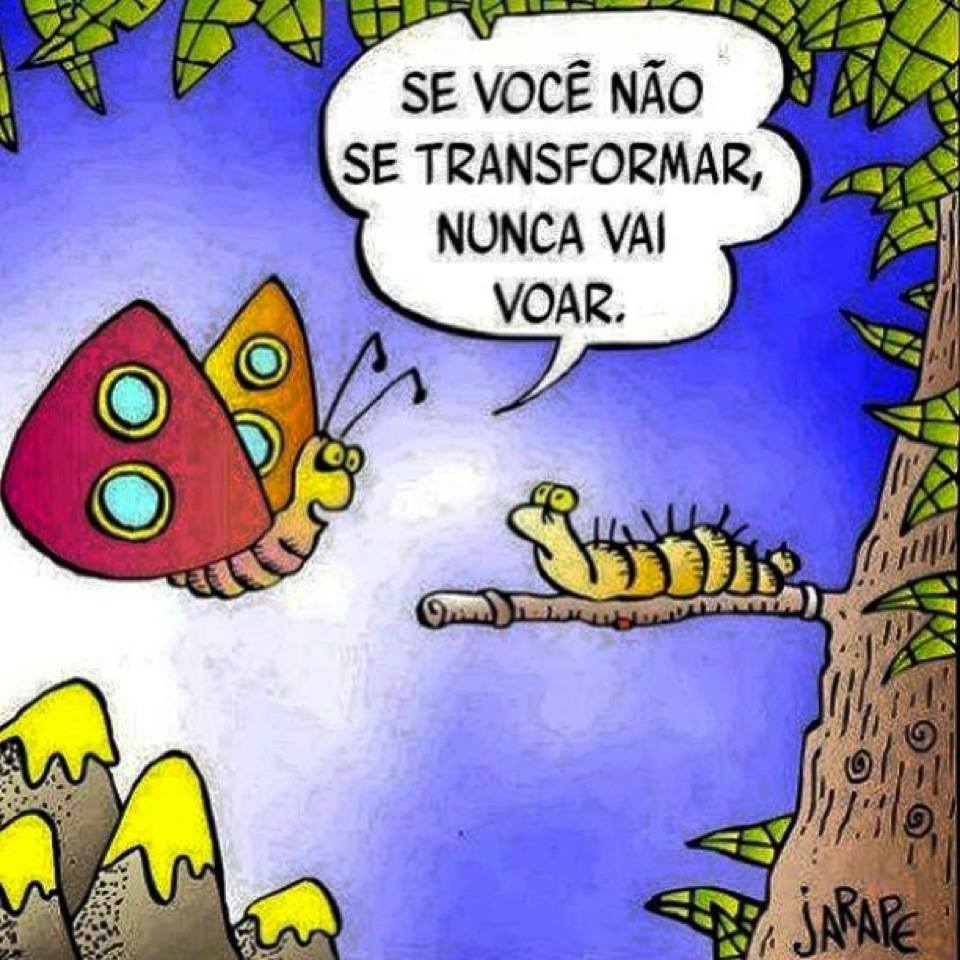 SE VOCÊ NÃO
SE TRANSFORMAR,
NUNCA VAI
VOAR.
JARAPE